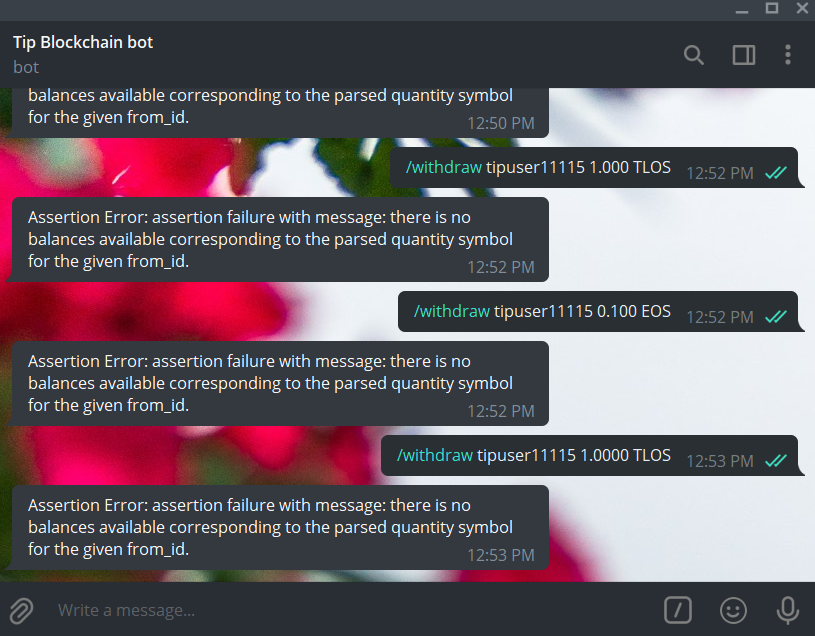 Tip Blockchain bot
bot
balances available corresponding to the parsed quantity symbol
for the given from_id.
12:50 PM
/withdraw tipuser11115 1.000 TLOS 12:52 PM
Assertion Error: assertion failure with message: there is no
balances available corresponding to the parsed quantity symbol
for the given from_id.
12:52 PM
/withdraw tipuser11115 0.100 EOS 12:52 PM
Assertion Error: assertion failure with message: there is no
balances available corresponding to the parsed quantity symbol
for the given from_id.
12:52 PM
/withdraw tipuser11115 1.0000 TLOS 12:53 PM
Assertion Error: assertion failure with message: there is no
balances available corresponding to the parsed quantity symbol
for the given from_id.
12:53 PM
Write a message...